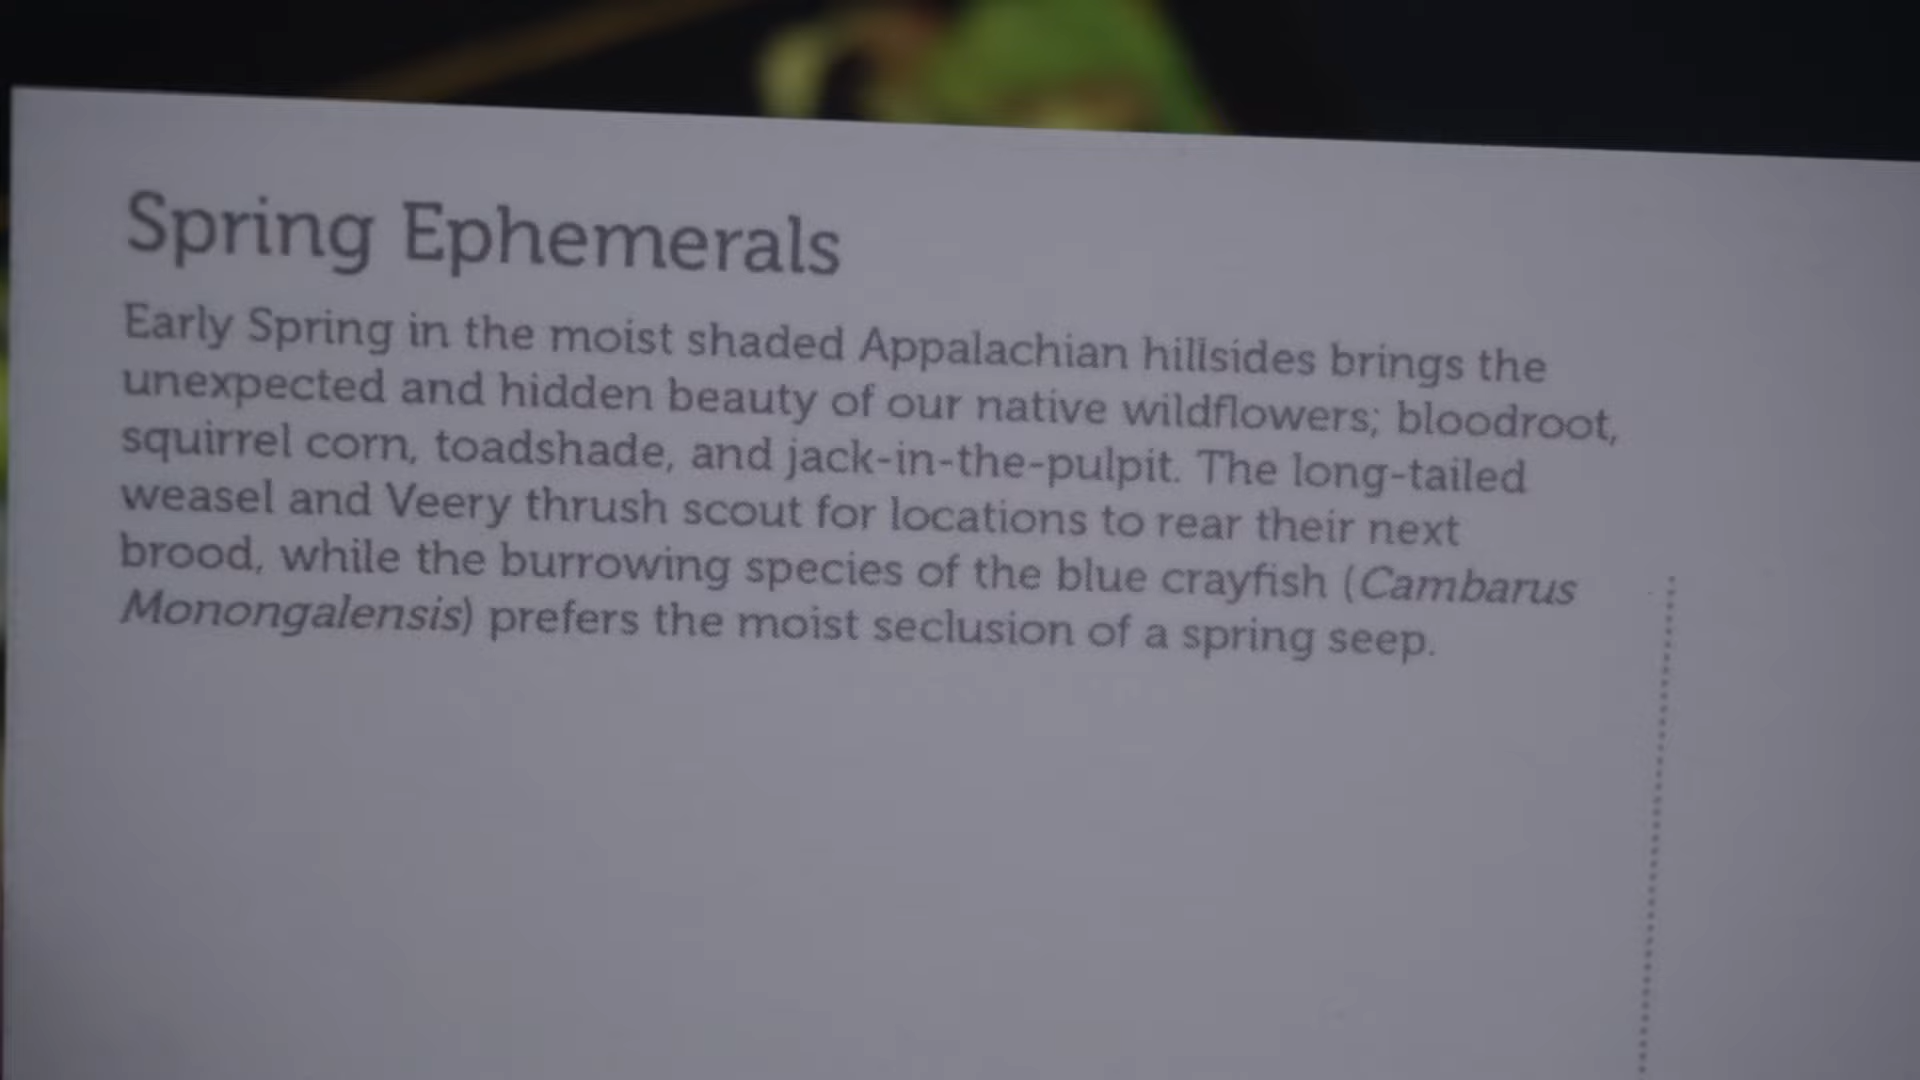 Spring Ephemerals
Early Spring in the moist shaded Appalachian hillsides brings the
unexpected and hidden beauty of our native wildflowers; bloodroot,
squirrel corn, toadshade, and jack-in-the-pulpit. The long-tailed
weasel and Veery thrush scout for locations to rear their next
brood, while the burrowing species of the blue crayfish (Cambarus
Monongalensis) prefers the moist seclusion of a spring seep.